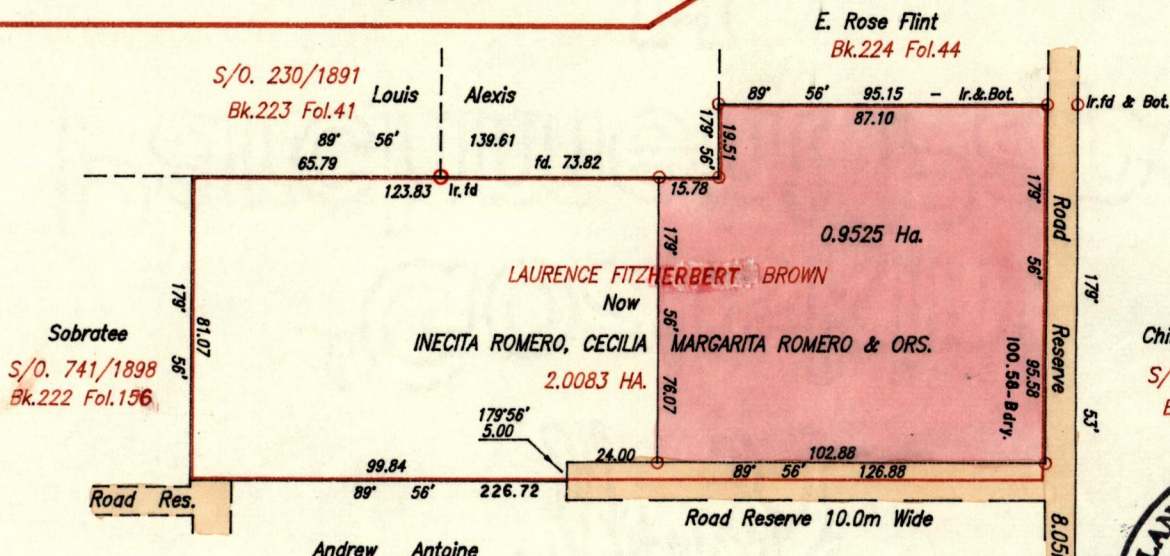 E. Rose Flint
Bk.224 Fol.44
S/O. 230/1891
Bk.223 Fol.41
Louis Alexis
89° 56' 139.61
65.79
fd. 73.82
123.83 Ir.fd
15.78
179° 56'
19.51
89° 56' 95.15 - Ir.&.Bot.
87.10
Ir.fd & Bot.
0.9525 Ha.
LAURENCE FITZHERBERT BROWN
Now
INECITA ROMERO, CECILIA MARGARITA ROMERO & ORS.
2.0083 HA.
179° 56'
76.07
179° 56'
95.58
100.58-Bdry.
Road Reserve
179° 53'
Sobratee
S/O. 741/1898
Bk.222 Fol.156
179° 56'
81.07
179°56'
5.00
24.00
102.88
89° 56' 126.88
99.84
89° 56' 226.72
Road Res.
Road Reserve 10.0m Wide
Andrew Antoine
8.05
Chi
S/
LAN